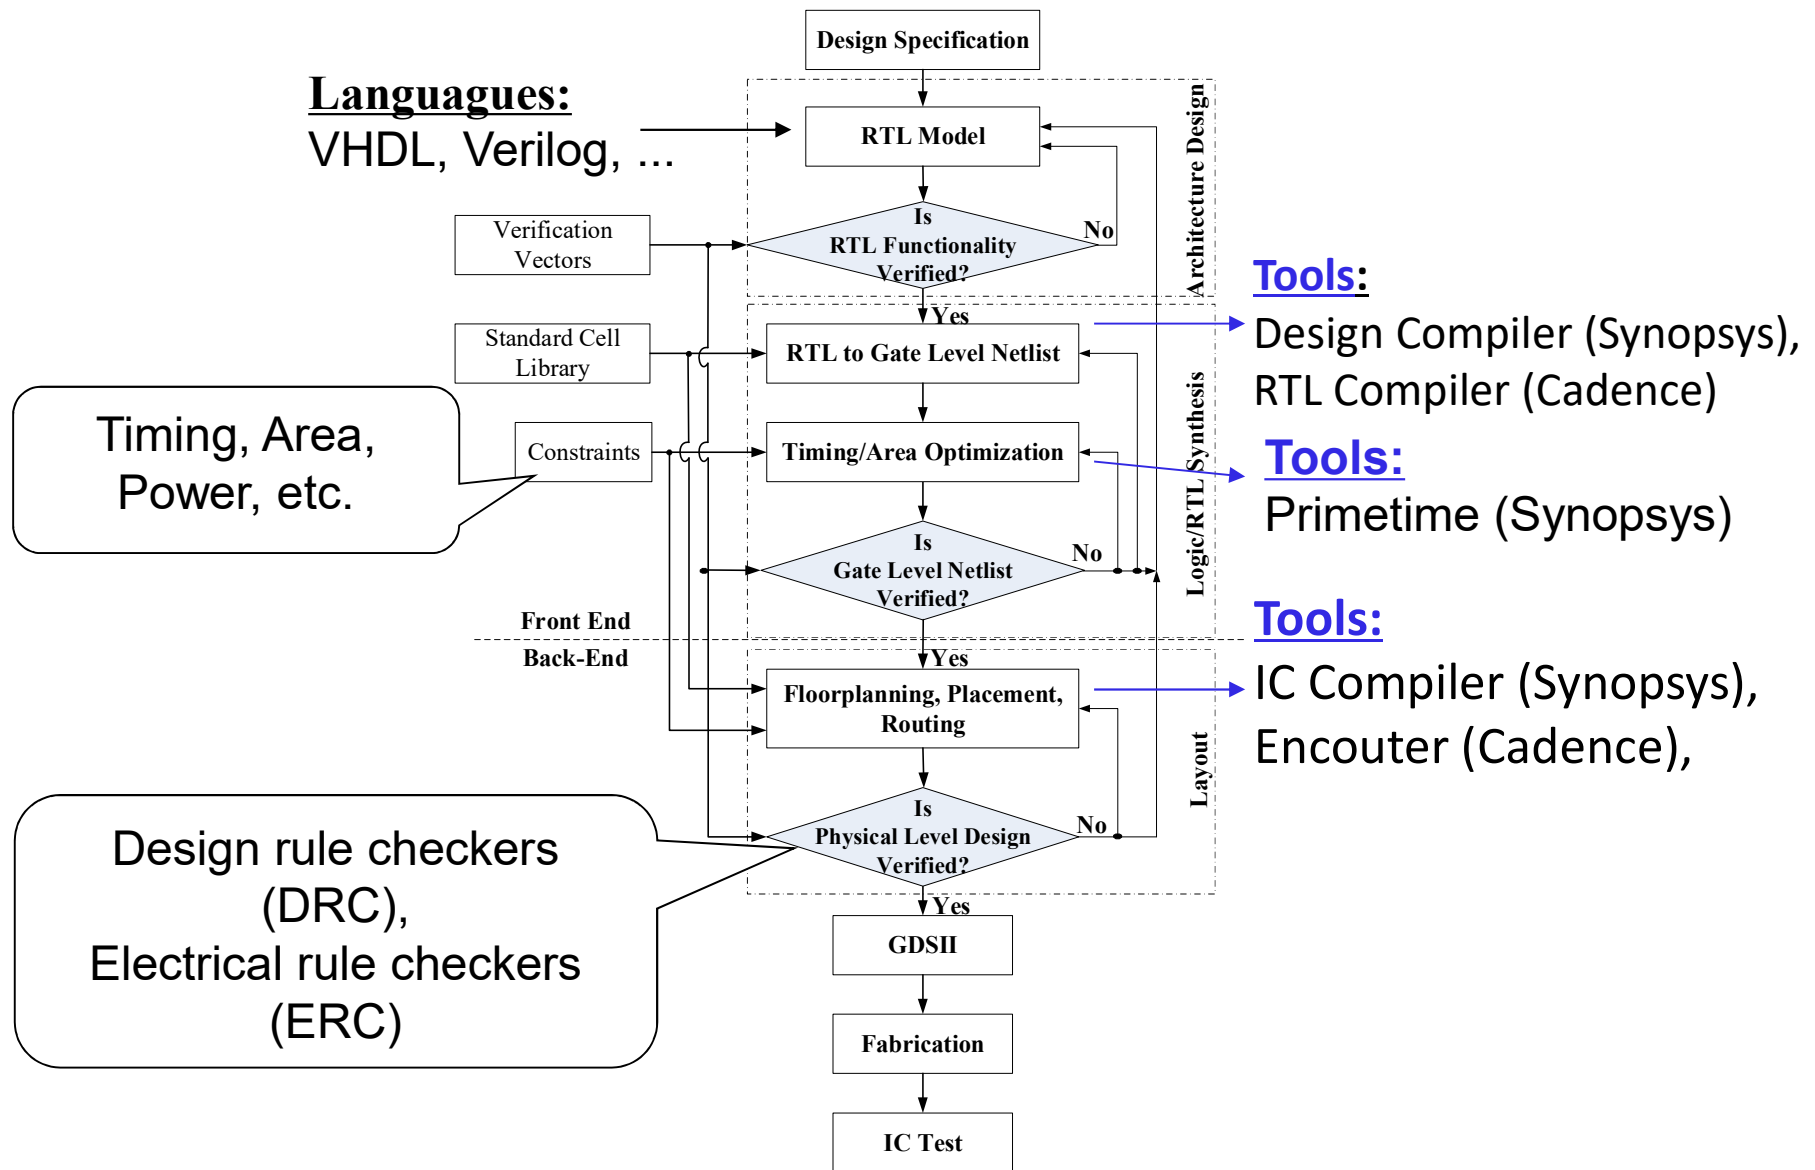 Design Specification
Languagues:
VHDL, Verilog, ...
RTL Model
Architecture Design
Verification
Vectors
Is
RTL Functionality
Verified?
No
Yes
Tools:
Design Compiler (Synopsys),
RTL Compiler (Cadence)
Standard Cell
Library
RTL to Gate Level Netlist
Logic/RTL Synthesis
Timing, Area,
Power, etc.
Constraints
Timing/Area Optimization
Tools:
Primetime (Synopsys)
Is
Gate Level Netlist
Verified?
No
Front End
Back-End
Yes
Tools:
IC Compiler (Synopsys),
Encouter (Cadence),
Floorplanning, Placement,
Routing
Layout
Design rule checkers
(DRC),
Electrical rule checkers
(ERC)
Is
Physical Level Design
Verified?
No
Yes
GDSII
Fabrication
IC Test